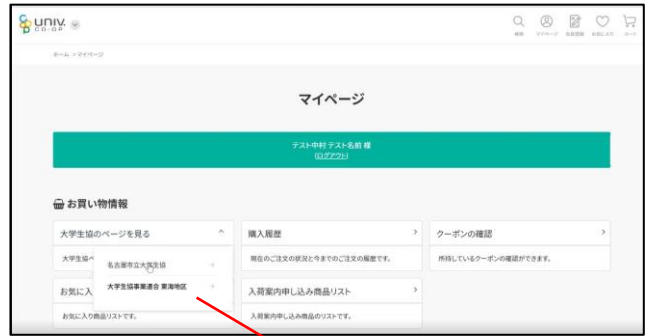 univ.
CO-OP
検索
マイページ
会員登録
お気に入り
カート
ホーム > マイページ
マイページ
テスト中村 テスト名前 様
(ログアウト)
お買い物情報
大学生協のページを見る
購入履歴
クーポンの確認
大学生協ペ
現在のご注文の状況と今までのご注文の履歴です。
所持しているクーポンの確認ができます。
名古屋市立大学生協
大学生協事業連合 東海地区
お気に入
入荷案内申し込み商品リスト
お気に入り商品リストです。
入荷案内申し込み商品のリストです。